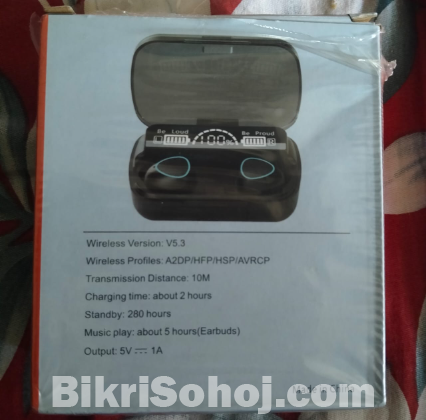 Be Loud 100 Be Proud
Wireless Version: V5.3
Wireless Profiles: A2DP/HFP/HSP/AVRCP
Transmission Distance: 10M
Charging time: about 2 hours
Standby: 280 hours
Music play: about 5 hours(Earbuds)
Output: 5V⎓1A
BikriSohoj.com